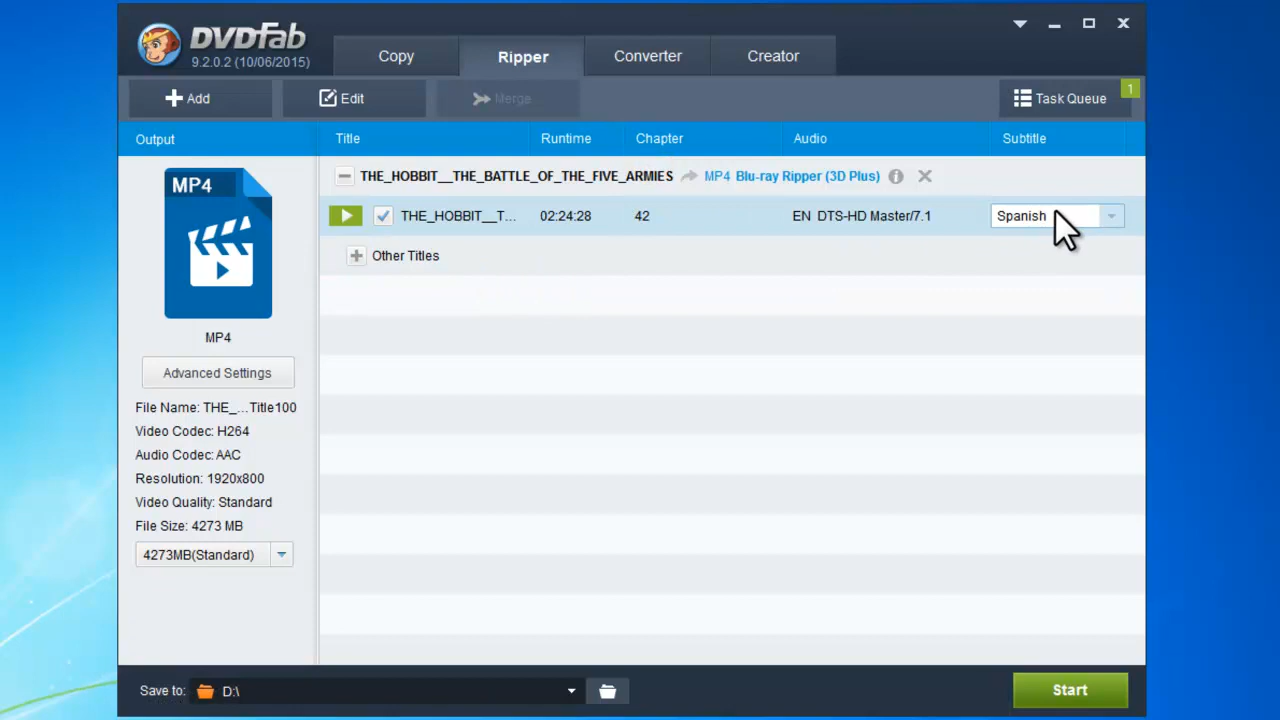 DVDFab
9.2.0.2 (10/06/2015)
Copy
Ripper
Converter
Creator
Add
Edit
Merge
Task Queue
1
Output
Title
Runtime
Chapter
Audio
Subtitle
THE_HOBBIT__THE_BATTLE_OF_THE_FIVE_ARMIES
MP4 Blu-ray Ripper (3D Plus)
THE_HOBBIT__T...
02:24:28
42
EN DTS-HD Master/7.1
Spanish
Other Titles
MP4
MP4
Advanced Settings
File Name: THE_...Title100
Video Codec: H264
Audio Codec: AAC
Resolution: 1920x800
Video Quality: Standard
File Size: 4273 MB
4273MB(Standard)
Save to:
D:\
Start